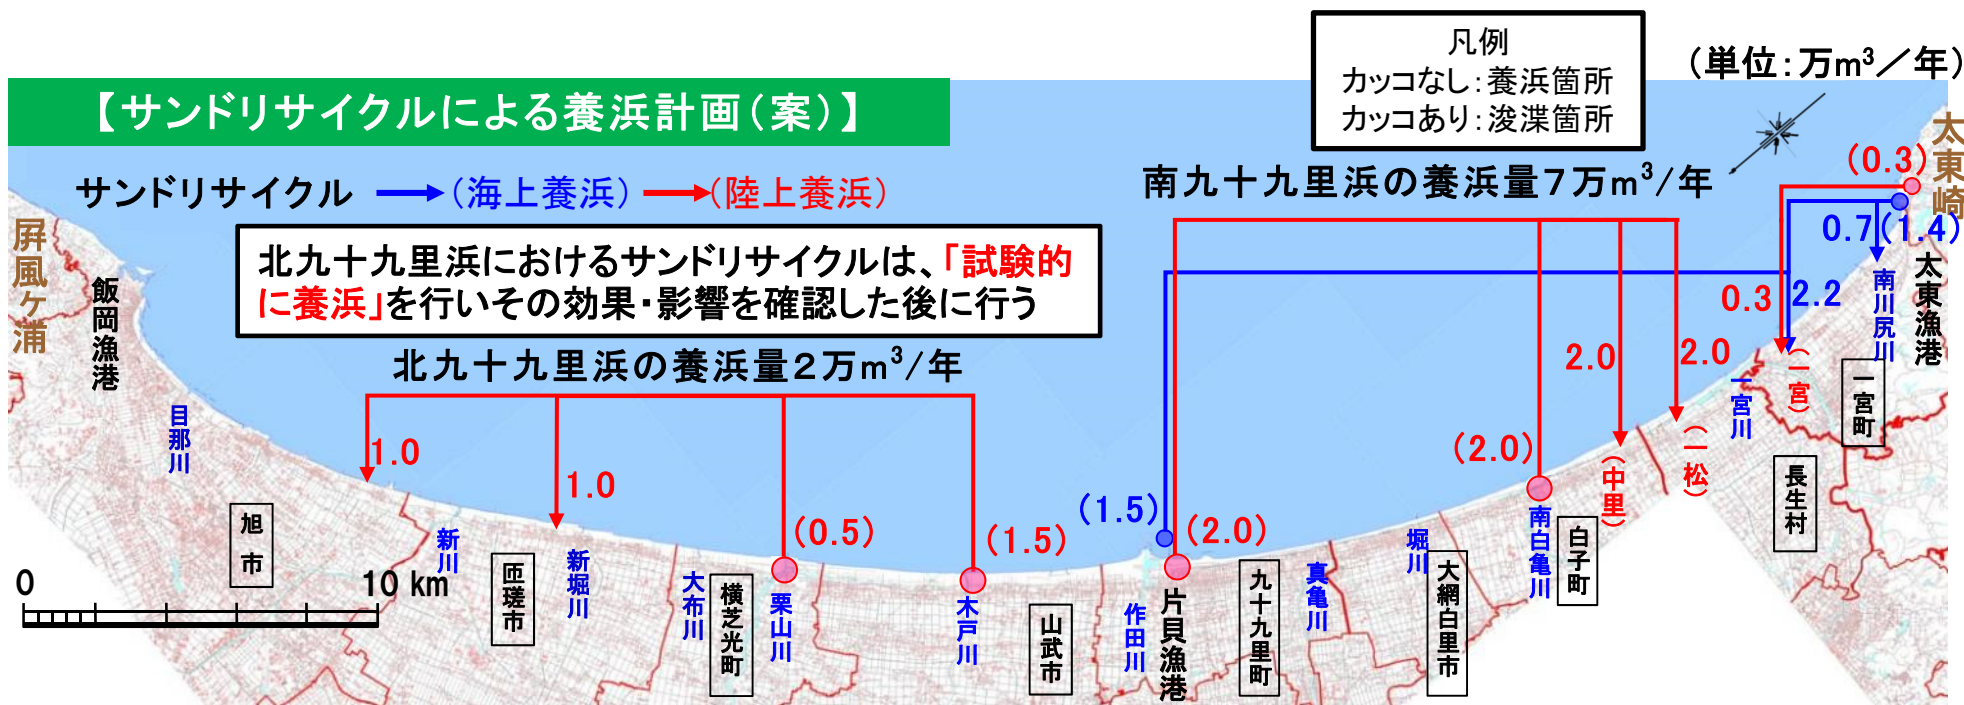 【サンドリサイクルによる養浜計画(案)】
凡例
カッコなし:養浜箇所
カッコあり:浚渫箇所
(単位:万m³/年)
サンドリサイクル
(海上養浜)
(陸上養浜)
北九十九里浜におけるサンドリサイクルは、「試験的
に養浜」を行いその効果・影響を確認した後に行う
北九十九里浜の養浜量2万m³/年
南九十九里浜の養浜量7万m³/年
屛風ヶ浦
飯岡漁港
目那川
旭市
新川
匝瑳市
新堀川
大布川
横芝光町
栗山川
木戸川
山武市
作田川
片貝漁港
九十九里町
真亀川
堀川
大網白里市
南白亀川
白子町
(中里)
(一松)
長生村
一宮川
(一宮)
一宮町
南川尻川
太東漁港
太東崎
1.0
1.0
(0.5)
(1.5)
(1.5)
(2.0)
(2.0)
2.0
2.0
0.3
2.2
0.7
(1.4)
(0.3)
0
10 km